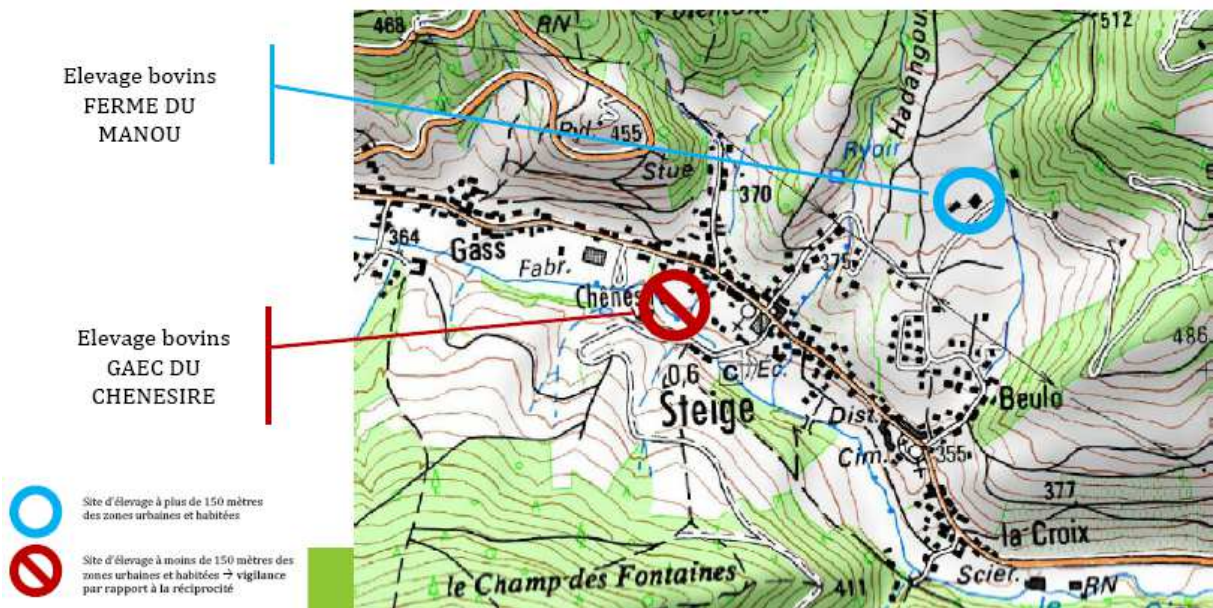 Elevage bovins
FERME DU
MANOU
Elevage bovins
GAEC DU
CHENESIRE
Site d'élevage à plus de 150 mètres
des zones urbaines et habitées
Site d'élevage à moins de 150 mètres des
zones urbaines et habitées → vigilance
par rapport à la réciprocité
468
RN
512
Hadangou
455
Stue
Rvoir
370
364
Gass
Fabr.
375
Chênesire
486
0,6
C
Ec.
Steige
Dist.
Beulo
Cim.
355
377
la Croix
le Champ des Fontaines
411
Scier.
RN